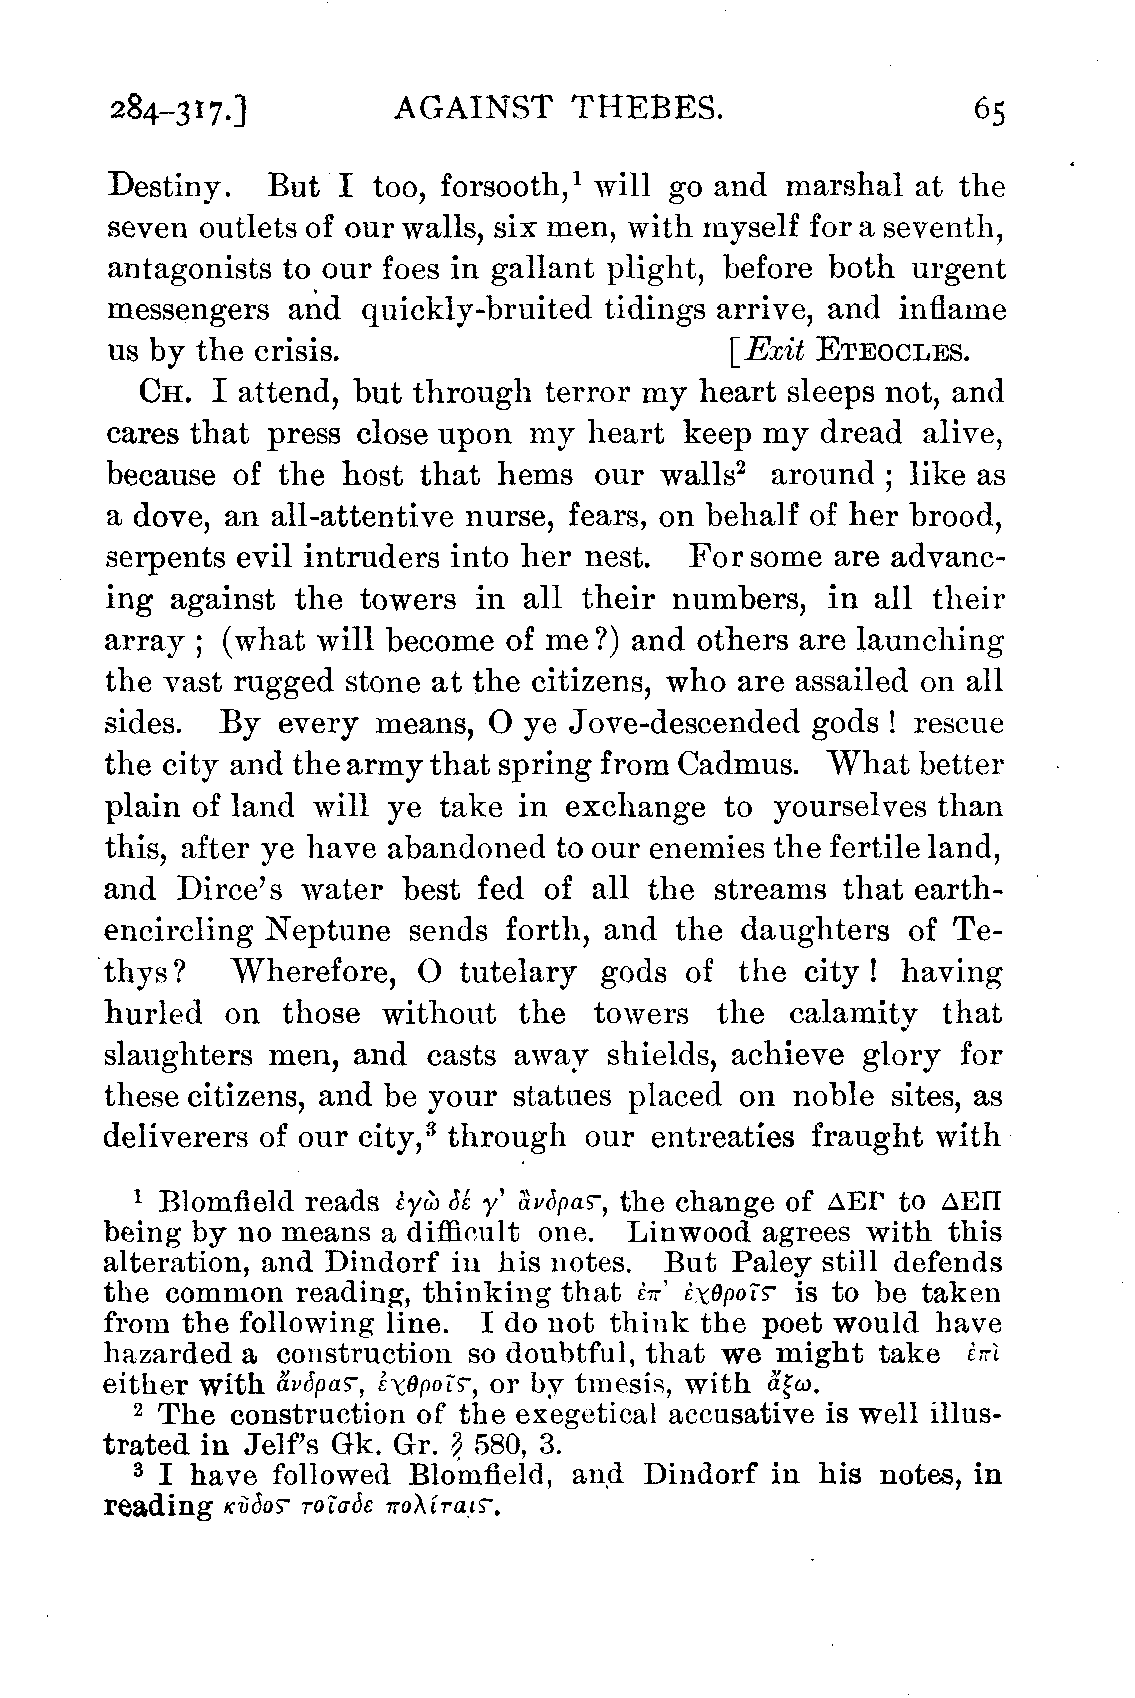 284–317.] AGAINST THEBES. 65
Destiny. But I too, forsooth,¹ will go and marshal at the
seven outlets of our walls, six men, with myself for a seventh,
antagonists to our foes in gallant plight, before both urgent
messengers and quickly-bruited tidings arrive, and inflame
us by the crisis. [Exit ETEOCLES.
CH. I attend, but through terror my heart sleeps not, and
cares that press close upon my heart keep my dread alive,
because of the host that hems our walls² around ; like as
a dove, an all-attentive nurse, fears, on behalf of her brood,
serpents evil intruders into her nest. For some are advanc-
ing against the towers in all their numbers, in all their
array ; (what will become of me ?) and others are launching
the vast rugged stone at the citizens, who are assailed on all
sides. By every means, O ye Jove-descended gods ! rescue
the city and the army that spring from Cadmus. What better
plain of land will ye take in exchange to yourselves than
this, after ye have abandoned to our enemies the fertile land,
and Dirce's water best fed of all the streams that earth-
encircling Neptune sends forth, and the daughters of Te-
thys ? Wherefore, O tutelary gods of the city ! having
hurled on those without the towers the calamity that
slaughters men, and casts away shields, achieve glory for
these citizens, and be your statues placed on noble sites, as
deliverers of our city,³ through our entreaties fraught with
¹ Blomfield reads ἐγὼ δέ γ' ἄνδρας, the change of ΔΕΓ to ΔΕΠ
being by no means a difficult one. Linwood agrees with this
alteration, and Dindorf in his notes. But Paley still defends
the common reading, thinking that ἐπ' ἐχθροῖς is to be taken
from the following line. I do not think the poet would have
hazarded a construction so doubtful, that we might take ἐπὶ
either with ἄνδρας, ἐχθροῖς, or by tmesis, with ἄξω.
² The construction of the exegetical accusative is well illus-
trated in Jelf's Gk. Gr. § 580, 3.
³ I have followed Blomfield, and Dindorf in his notes, in
reading κῦδος τοῖσδε πολίταις.